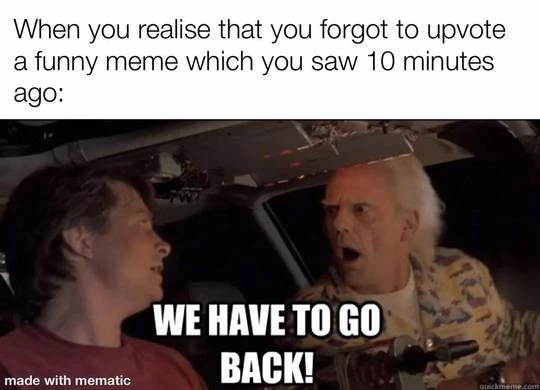 When you realise that you forgot to upvote
a funny meme which you saw 10 minutes
ago:
WE HAVE TO GO
BACK!
made with mematic
quickmeme.com